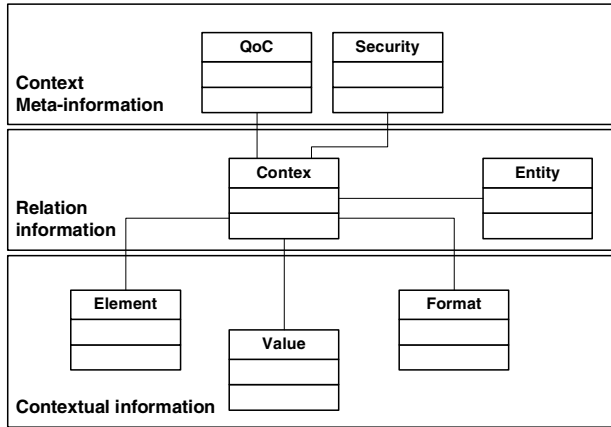 QoC
Security
Context
Meta-information
Contex
Entity
Relation
information
Element
Format
Value
Contextual information